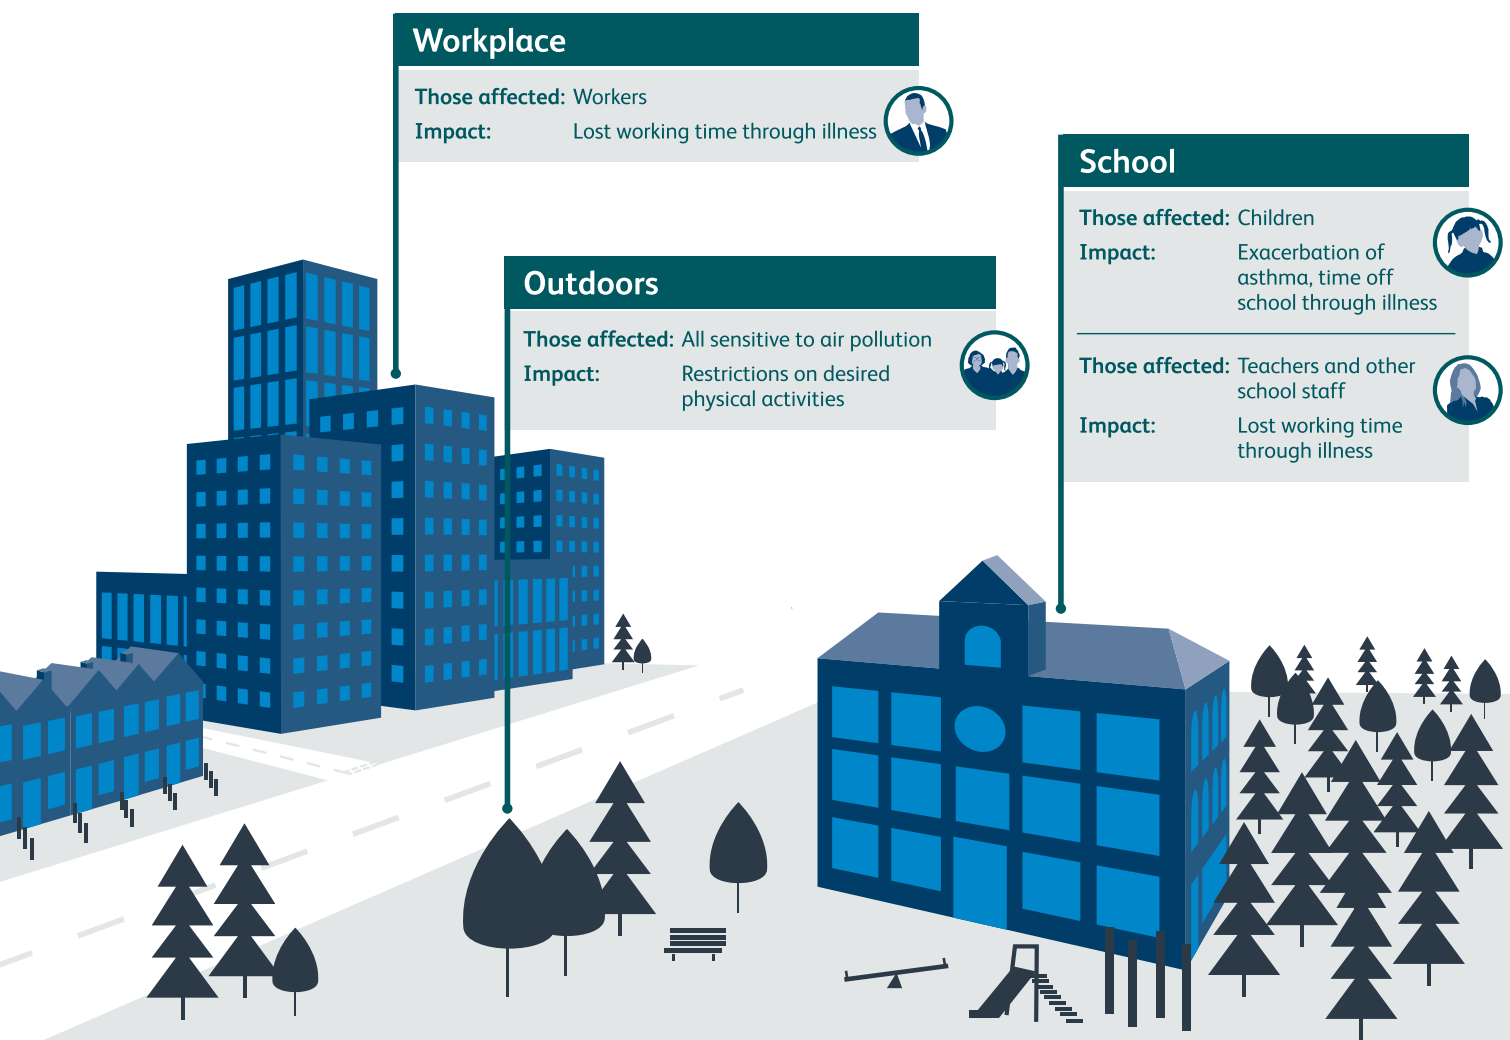 Workplace
Those affected: Workers
Impact: Lost working time through illness
Outdoors
Those affected: All sensitive to air pollution
Impact: Restrictions on desired
physical activities
School
Those affected: Children
Impact: Exacerbation of
asthma, time off
school through illness
Those affected: Teachers and other
school staff
Impact: Lost working time
through illness